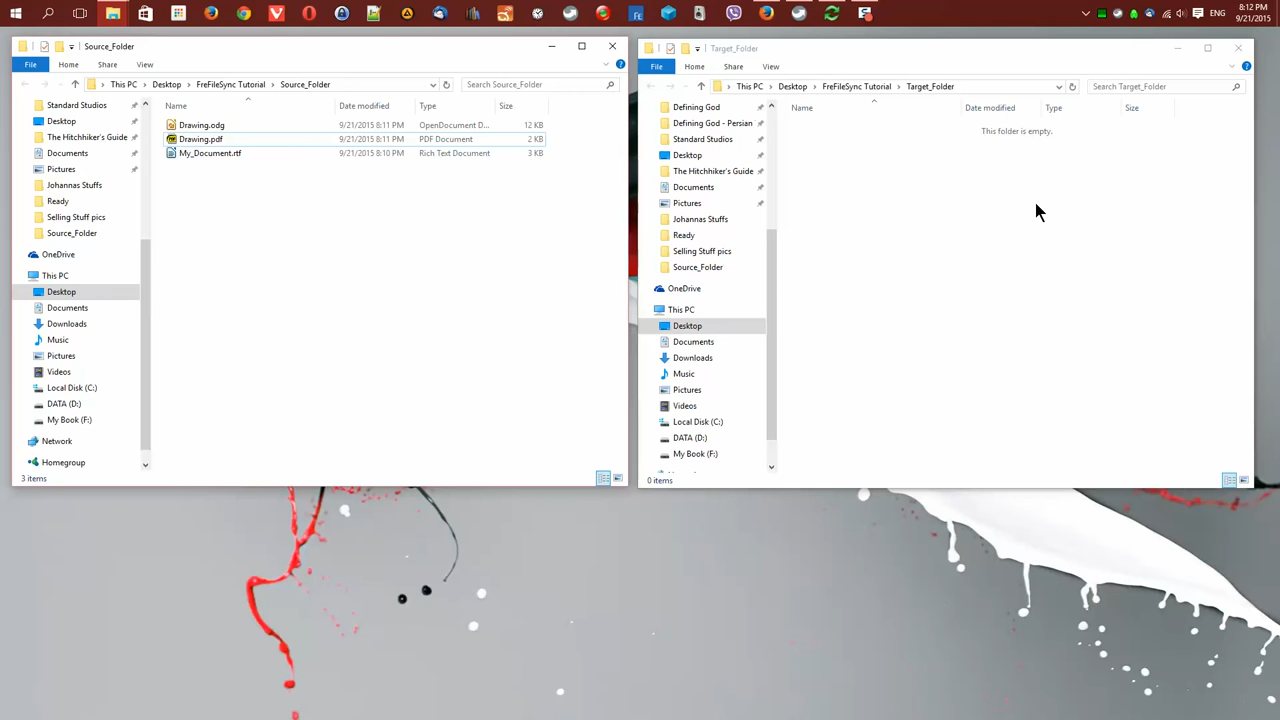 8:12 PM
ENG
9/21/2015
Source_Folder
File Home Share View
This PC Desktop FreFileSync Tutorial Source_Folder
Search Source_Folder
Name Date modified Type Size
Standard Studios
Desktop
The Hitchhiker's Guide
Documents
Pictures
Johannas Stuffs
Ready
Selling Stuff pics
Source_Folder
OneDrive
This PC
Desktop
Documents
Downloads
Music
Pictures
Videos
Local Disk (C:)
DATA (D:)
My Book (F:)
Network
Homegroup
Drawing.odg 9/21/2015 8:11 PM OpenDocument D... 12 KB
Drawing.pdf 9/21/2015 8:11 PM PDF Document 2 KB
My_Document.rtf 9/21/2015 8:10 PM Rich Text Document 3 KB
3 items
Target_Folder
File Home Share View
This PC Desktop FreFileSync Tutorial Target_Folder
Search Target_Folder
Name Date modified Type Size
This folder is empty.
Defining God
Defining God - Persian
Standard Studios
Desktop
The Hitchhiker's Guide
Documents
Pictures
Johannas Stuffs
Ready
Selling Stuff pics
Source_Folder
OneDrive
This PC
Desktop
Documents
Downloads
Music
Pictures
Videos
Local Disk (C:)
DATA (D:)
My Book (F:)
0 items